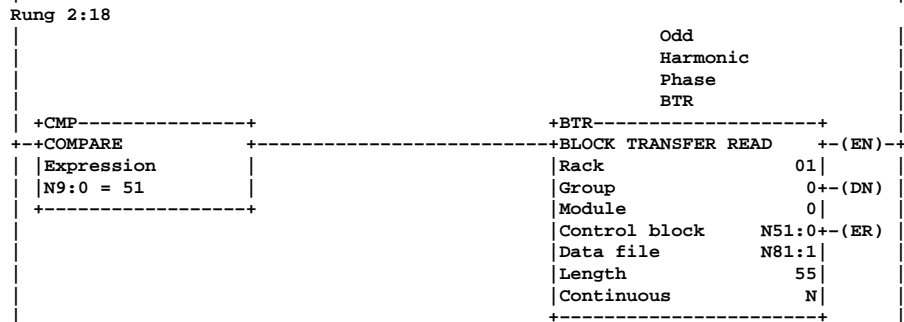 Rung 2:18
Odd
Harmonic
Phase
BTR
+CMP---------------+ +BTR--------------------+
+-+COMPARE +--------------------------+BLOCK TRANSFER READ +-(EN)-+
|Expression | |Rack 01|
|N9:0 = 51 | |Group 0+-(DN)
+------------------+ |Module 0|
|Control block N51:0+-(ER)
|Data file N81:1|
|Length 55|
|Continuous N|
+-----------------------+